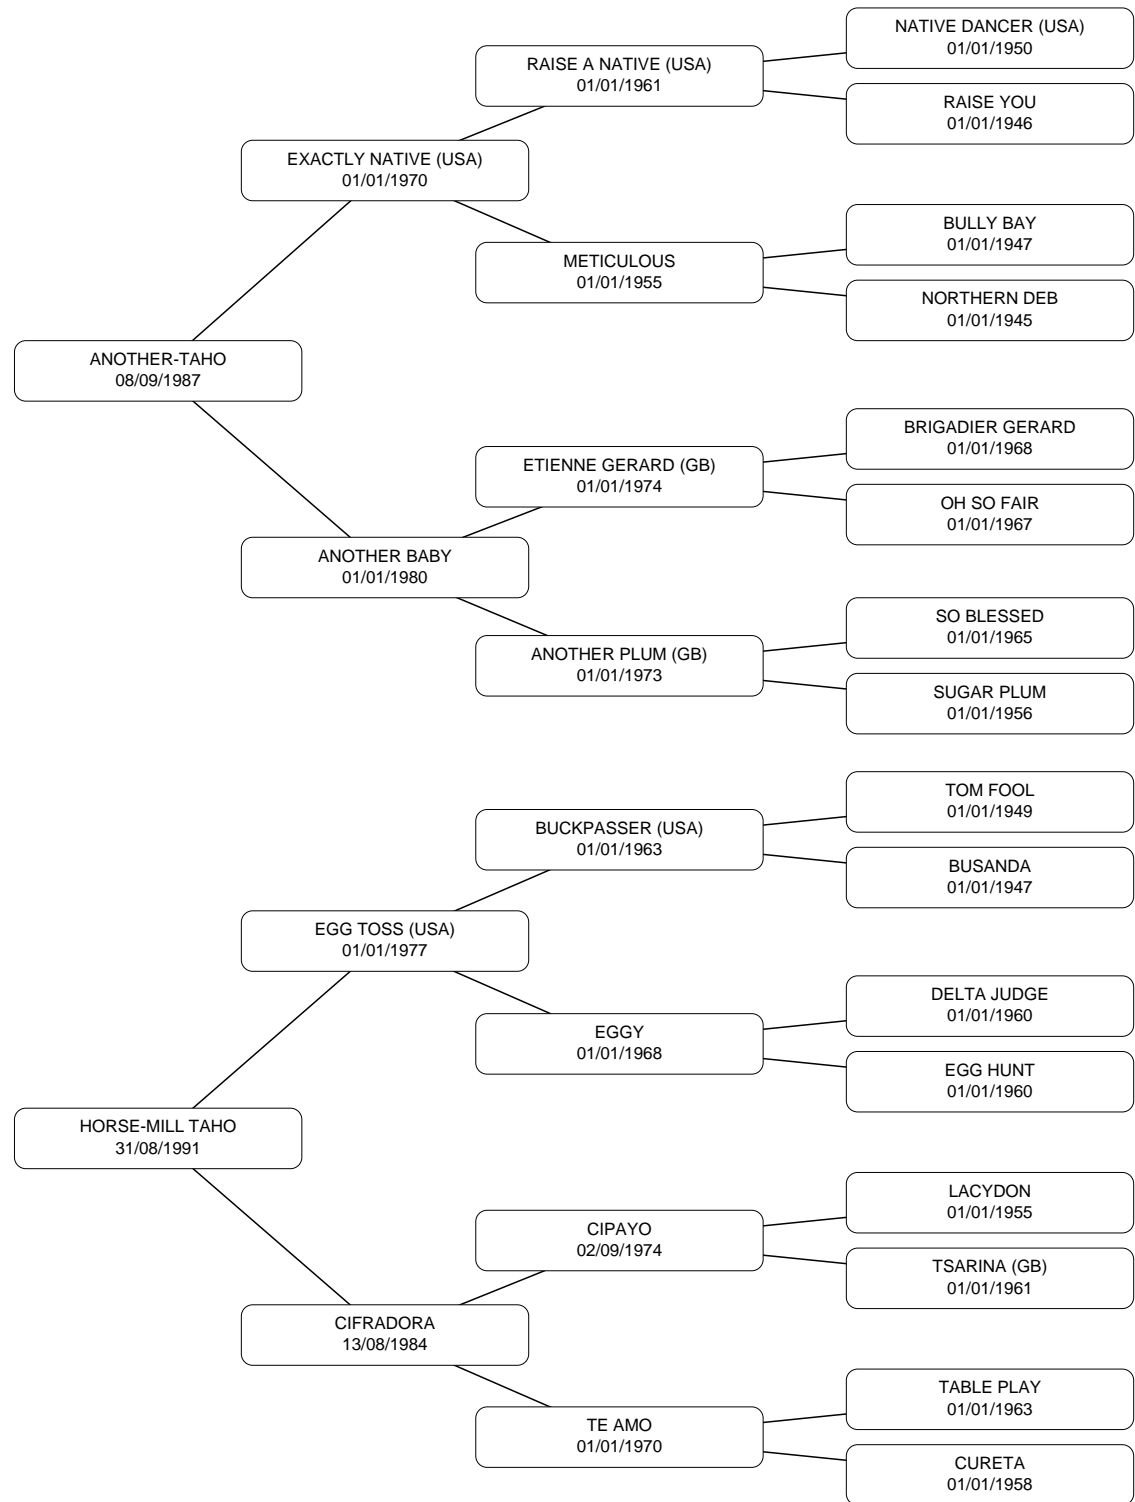 NATIVE DANCER (USA)
01/01/1950
RAISE A NATIVE (USA)
01/01/1961
RAISE YOU
01/01/1946
EXACTLY NATIVE (USA)
01/01/1970
BULLY BAY
01/01/1947
METICULOUS
01/01/1955
NORTHERN DEB
01/01/1945
ANOTHER-TAHO
08/09/1987
BRIGADIER GERARD
01/01/1968
ETIENNE GERARD (GB)
01/01/1974
OH SO FAIR
01/01/1967
ANOTHER BABY
01/01/1980
SO BLESSED
01/01/1965
ANOTHER PLUM (GB)
01/01/1973
SUGAR PLUM
01/01/1956
TOM FOOL
01/01/1949
BUCKPASSER (USA)
01/01/1963
BUSANDA
01/01/1947
EGG TOSS (USA)
01/01/1977
DELTA JUDGE
01/01/1960
EGGY
01/01/1968
EGG HUNT
01/01/1960
HORSE-MILL TAHO
31/08/1991
LACYDON
01/01/1955
CIPAYO
02/09/1974
TSARINA (GB)
01/01/1961
CIFRADORA
13/08/1984
TABLE PLAY
01/01/1963
TE AMO
01/01/1970
CURETA
01/01/1958